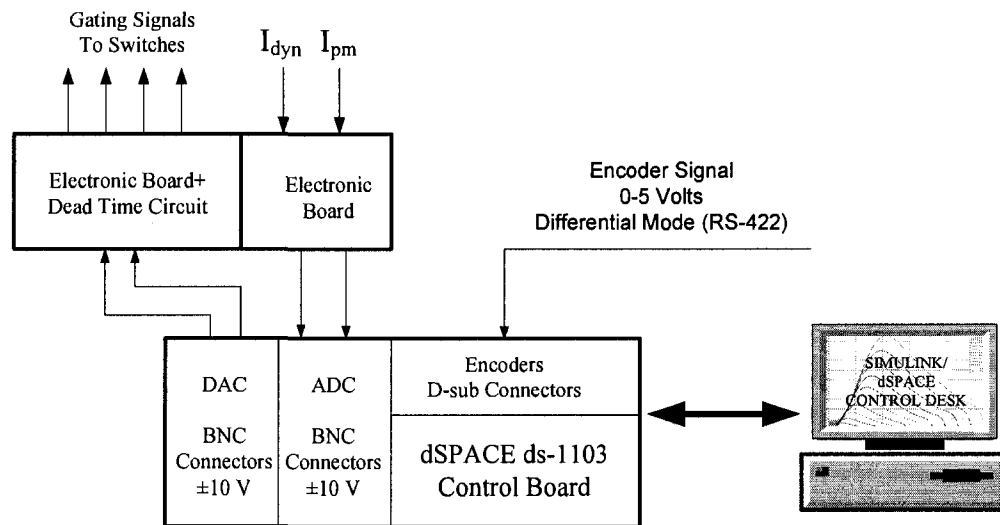 Gating Signals
To Switches
Idyn
Ipm
Electronic Board+
Dead Time Circuit
Electronic
Board
Encoder Signal
0-5 Volts
Differential Mode (RS-422)
DAC
BNC
Connectors
±10 V
ADC
BNC
Connectors
±10 V
Encoders
D-sub Connectors
dSPACE ds-1103
Control Board
SIMULINK/
dSPACE
CONTROL DESK